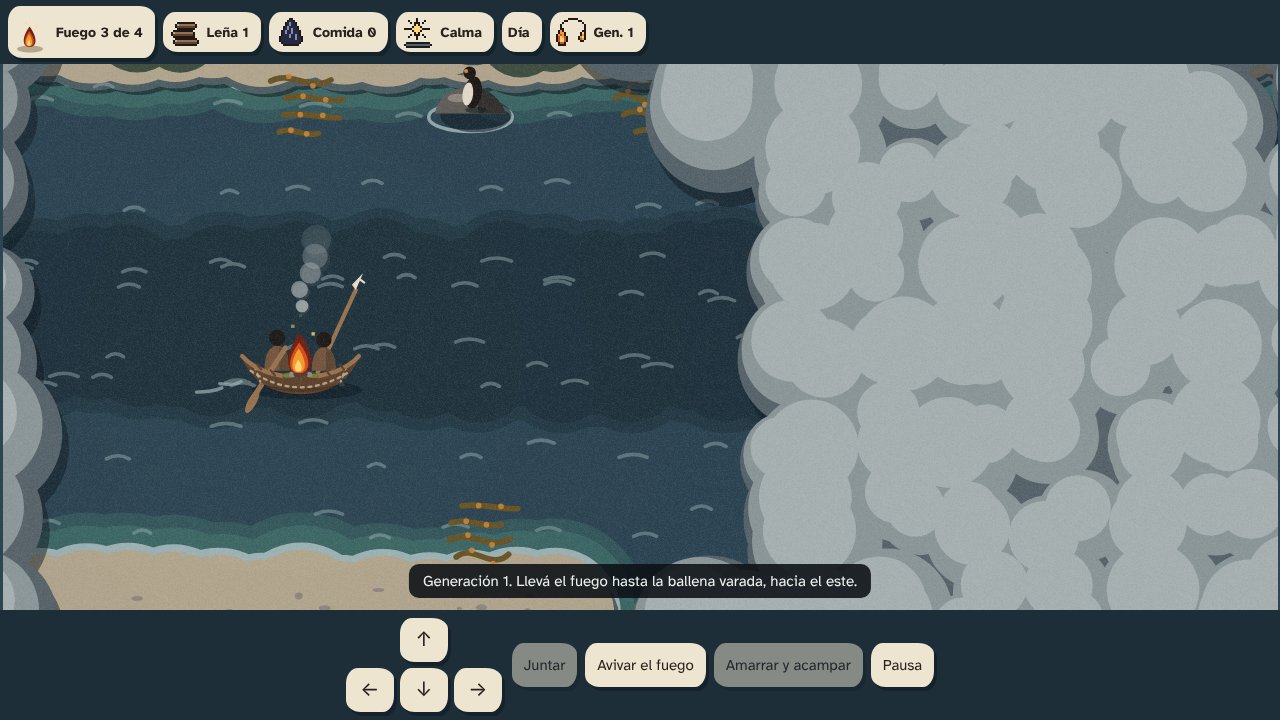 Fuego 3 de 4
Leña 1
Comida 0
Calma
Día
Gen. 1
Generación 1. Llevá el fuego hasta la ballena varada, hacia el este.
↑
← ↓ →
Juntar
Avivar el fuego
Amarrar y acampar
Pausa